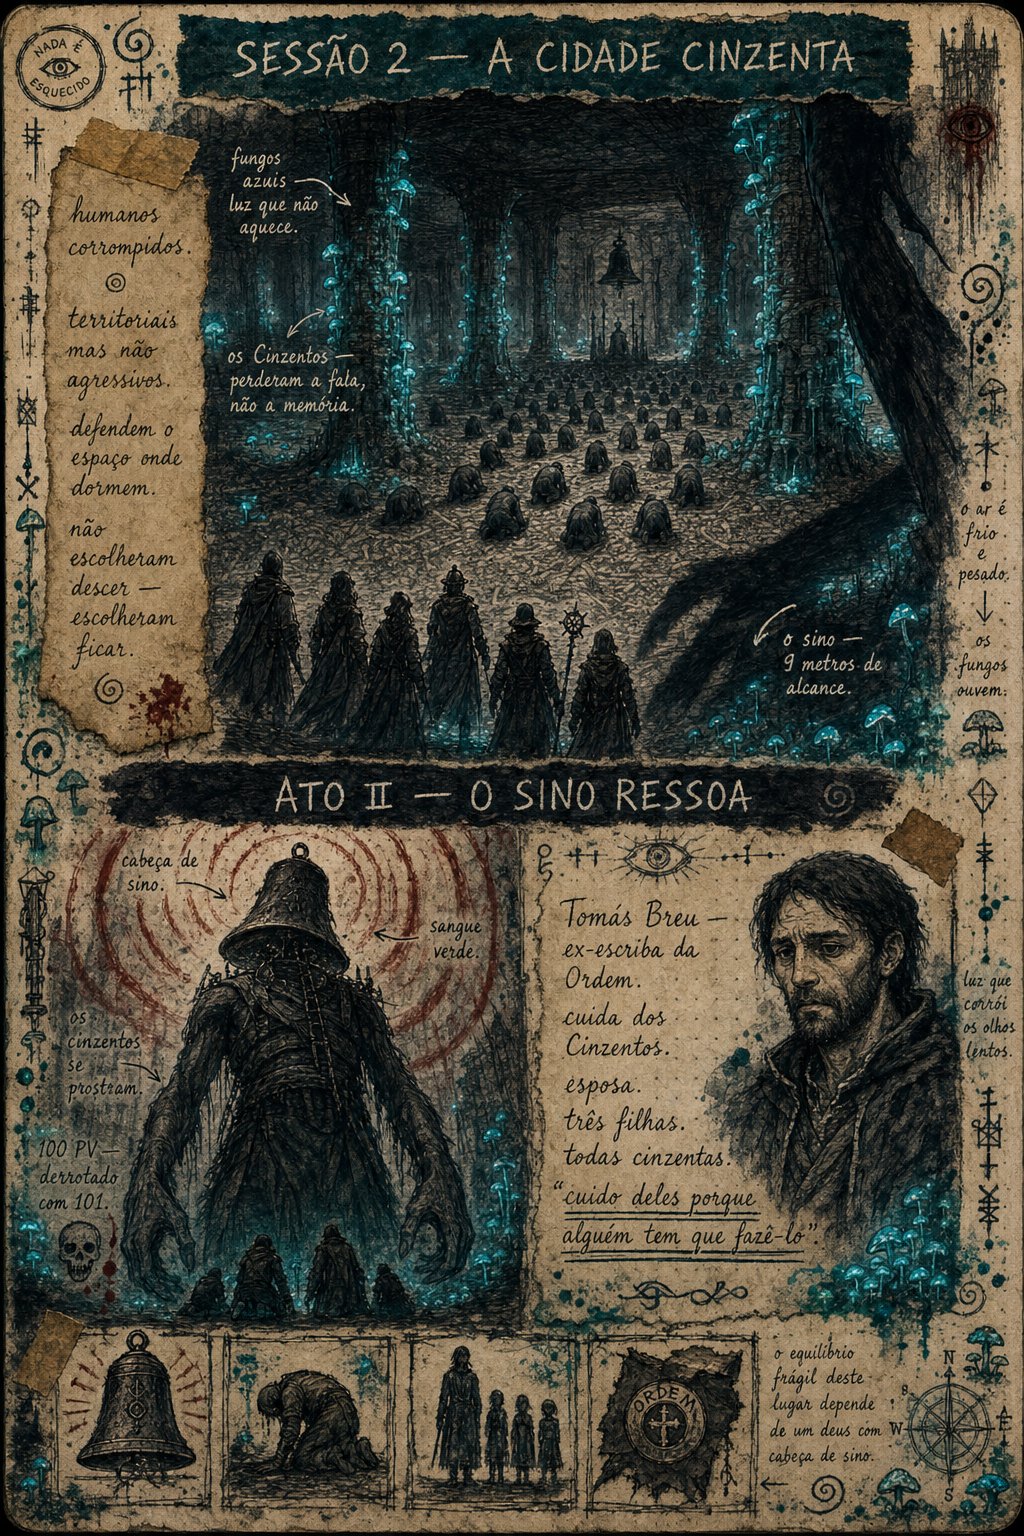 NADA É
ESQUECIDO
SESSÃO 2 — A CIDADE CINZENTA
humanos
corrompidos.
territoriais
mas não
agressivos.
defendem o
espaço onde
dormem.
não
escolheram
descer —
escolheram
ficar.
fungos
azuis
luz que não
aquece.
os Cinzentos —
perderam a fala,
não a memória.
o ar é
frio
e
pesado.
os
fungos
ouvem.
o sino —
9 metros de
alcance.
ATO II — O SINO RESSOA
cabeça de
sino.
sangue
verde.
os
cinzentos
se
prostram.
100 PV —
derrotado
com 101.
Tomás Breu —
ex-escriba da
Ordem.
cuida dos
Cinzentos.
esposa.
três filhas.
todas cinzentas.
“cuido deles porque
alguém tem que fazê-lo”.
luz que
corrói
os olhos
lentos.
ORDEM
o equilíbrio
frágil deste
lugar depende
de um deus com
cabeça de sino.
N
W
E
S